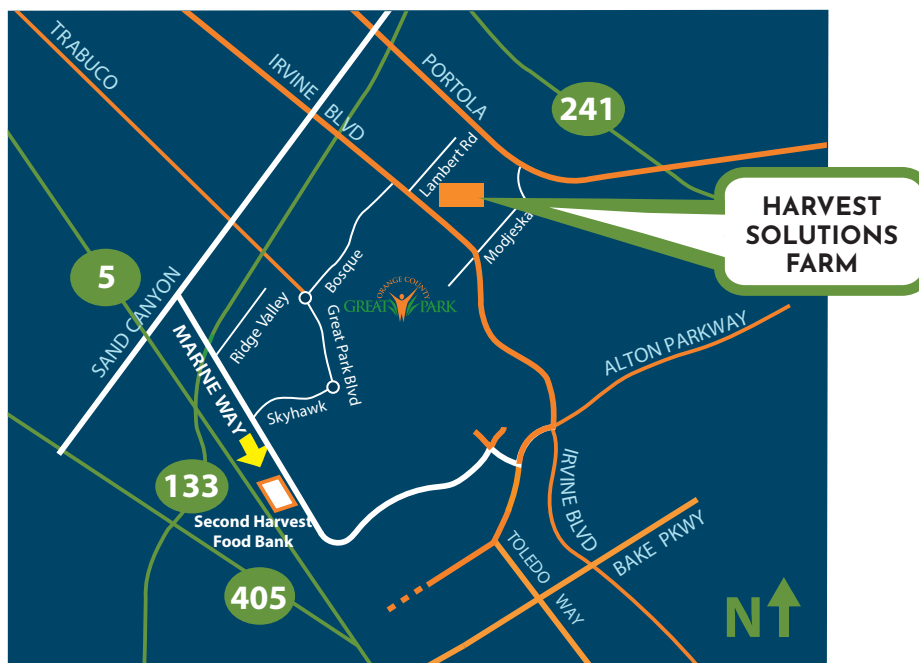 TRABUCO
IRVINE BLVD
PORTOLA
241
Lambert Rd
HARVEST
SOLUTIONS
FARM
Modjeska
5
SAND CANYON
Bosque
ORANGE COUNTY
GREAT PARK
Ridge Valley
Great Park Blvd
MARINE WAY
Skyhawk
ALTON PARKWAY
133
Second Harvest
Food Bank
IRVINE BLVD
BAKE PKWY
TOLEDO WAY
405
N